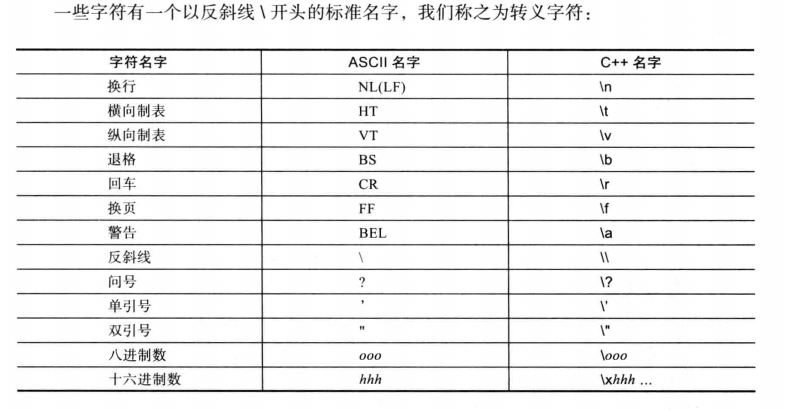 一些字符有一个以反斜线 \ 开头的标准名字，我们称之为转义字符：
字符名字 ASCII 名字 C++ 名字
换行 NL(LF) \n
横向制表 HT \t
纵向制表 VT \v
退格 BS \b
回车 CR \r
换页 FF \f
警告 BEL \a
反斜线 \ \\
问号 ? \?
单引号 ' \'
双引号 " \"
八进制数 ooo \ooo
十六进制数 hhh \xhhh ...